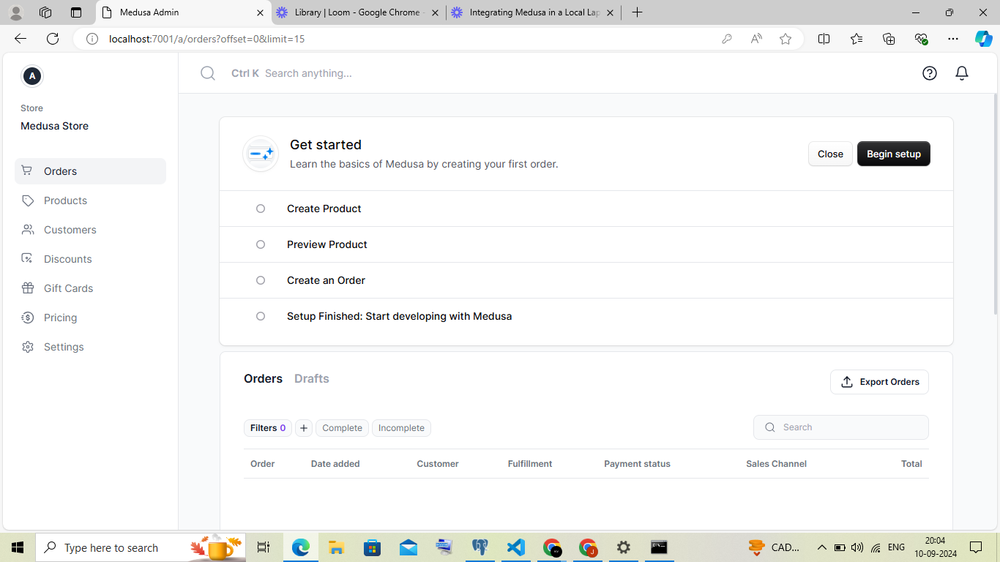 Medusa Admin
Library | Loom - Google Chrome -
Integrating Medusa in a Local Lap
localhost:7001/a/orders?offset=0&limit=15
A
Ctrl K Search anything...
Store
Medusa Store
Orders
Products
Customers
Discounts
Gift Cards
Pricing
Settings
Get started
Learn the basics of Medusa by creating your first order.
Close
Begin setup
Create Product
Preview Product
Create an Order
Setup Finished: Start developing with Medusa
Orders Drafts
Export Orders
Filters 0 + Complete Incomplete
Search
Order Date added Customer Fulfillment Payment status Sales Channel Total
Type here to search
CAD...
ENG
20:04
10-09-2024